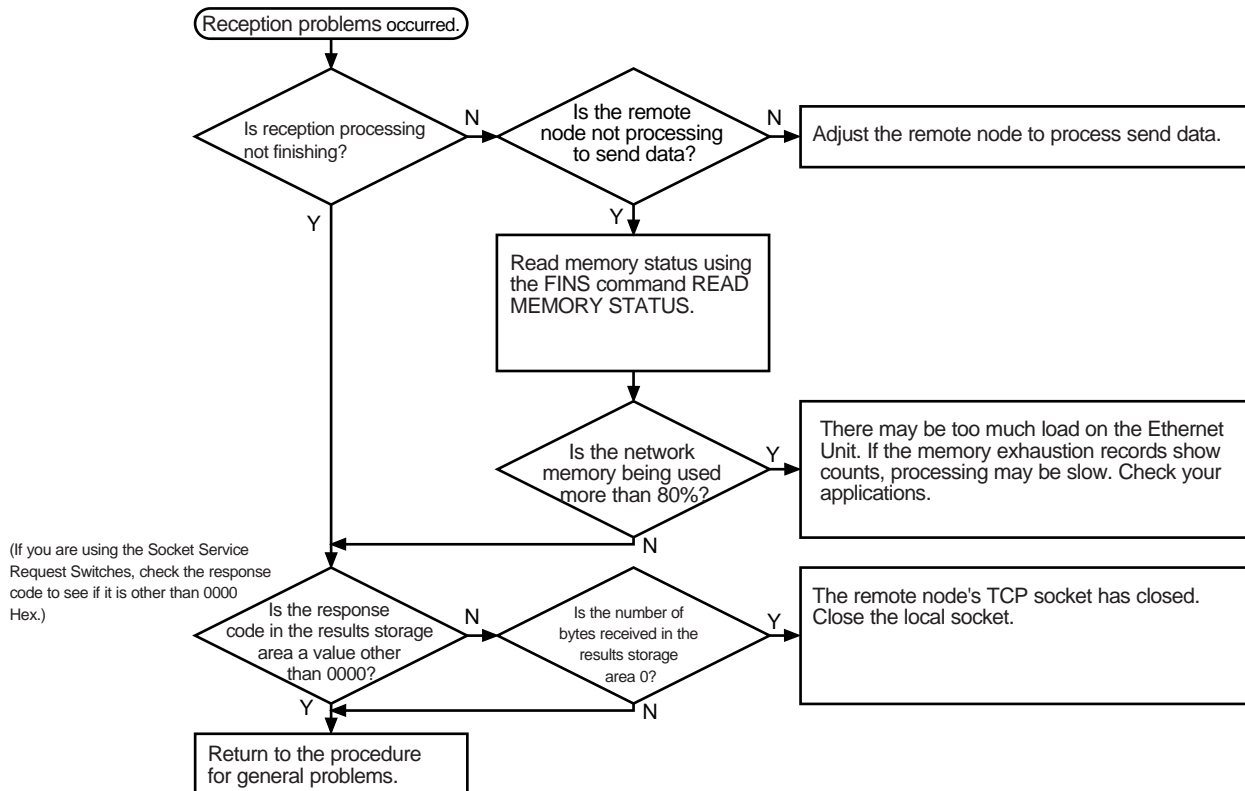 Reception problems occurred.
Is reception processing
not finishing?
N
Y
Is the remote
node not processing
to send data?
N
Y
Adjust the remote node to process send data.
Read memory status using
the FINS command READ
MEMORY STATUS.
Is the network
memory being used
more than 80%?
Y
N
There may be too much load on the Ethernet
Unit. If the memory exhaustion records show
counts, processing may be slow. Check your
applications.
(If you are using the Socket Service
Request Switches, check the response
code to see if it is other than 0000
Hex.)
Is the response
code in the results storage
area a value other
than 0000?
N
Y
Is the number of
bytes received in the
results storage
area 0?
Y
N
The remote node's TCP socket has closed.
Close the local socket.
Return to the procedure
for general problems.